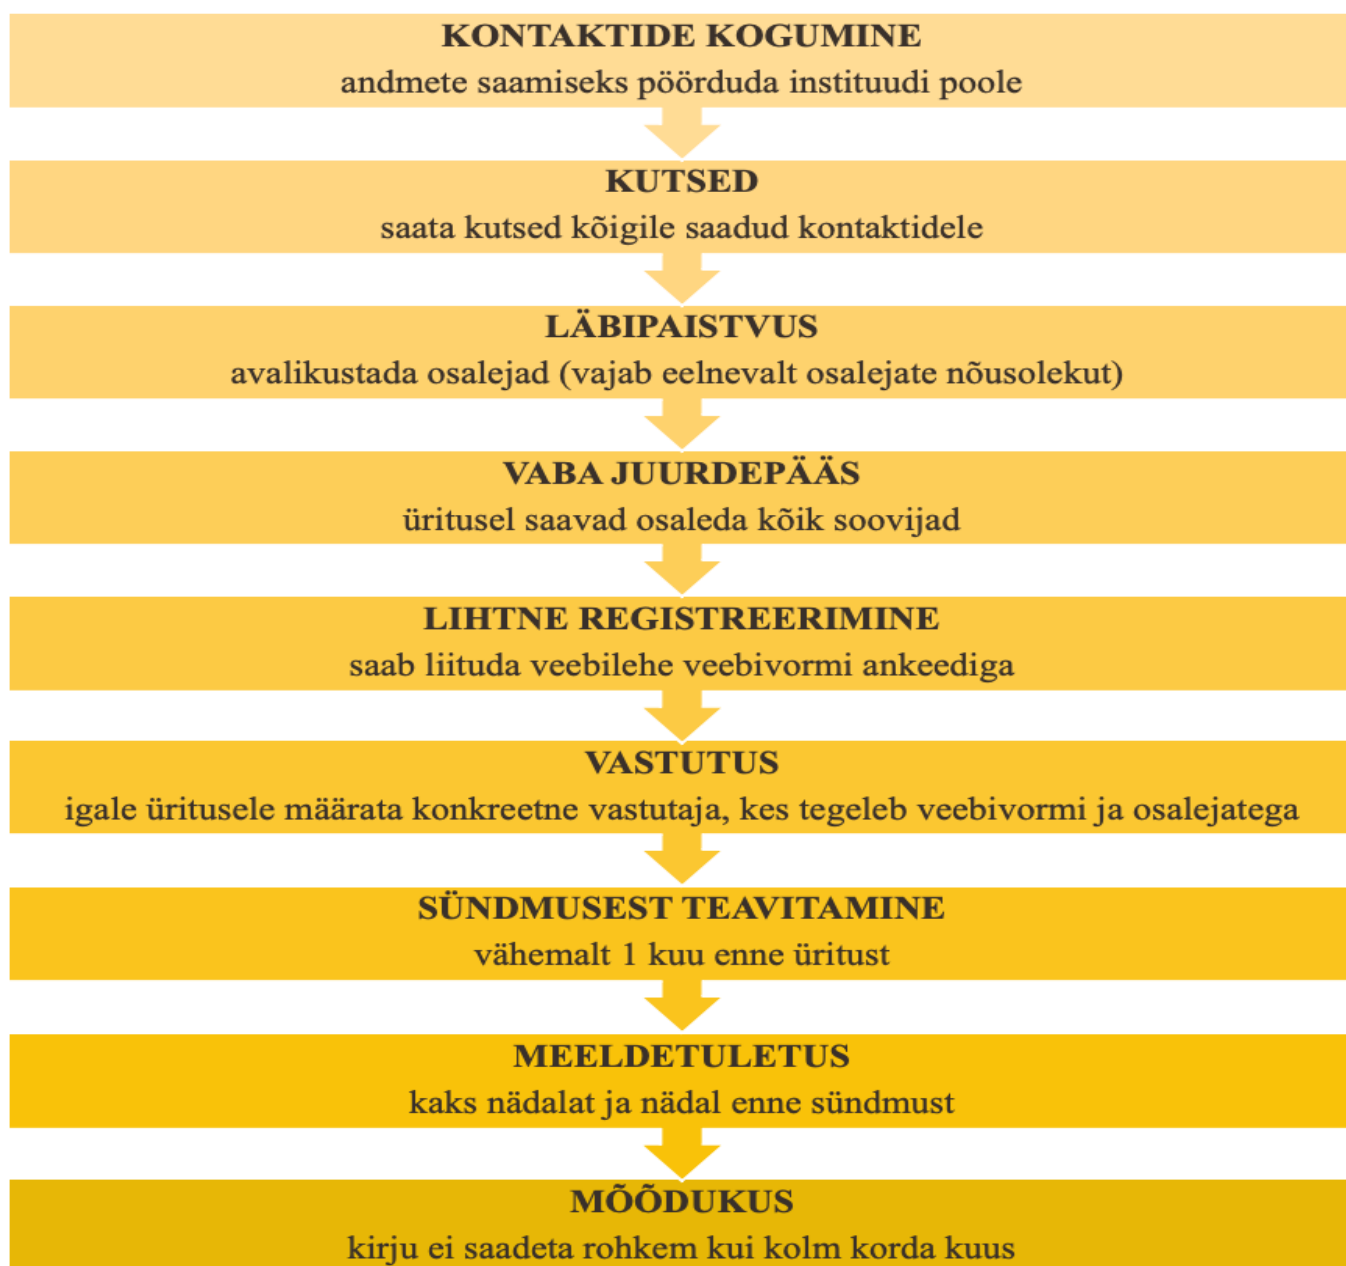 KONTAKTIDE KOGUMINE
andmete saamiseks pöörduda instituudi poole
KUTSED
saata kutsed kõigile saadud kontaktidele
LÄBIPAISTVUS
avalikustada osalejad (vajab eelnevalt osalejate nõusolekut)
VABA JUURDEPÄÄS
üritusel saavad osaleda kõik soovijad
LIHTNE REGISTREERIMINE
saab liituda veebilehe veebivormi ankeediga
VASTUTUS
igale üritusele määrata konkreetne vastutaja, kes tegeleb veebivormi ja osalejatega
SÜNDMUSEST TEAVITAMINE
vähemalt 1 kuu enne üritust
MEELDETULETUS
kaks nädalat ja nädal enne sündmust
MÕÕDUKUS
kirju ei saadeta rohkem kui kolm korda kuus